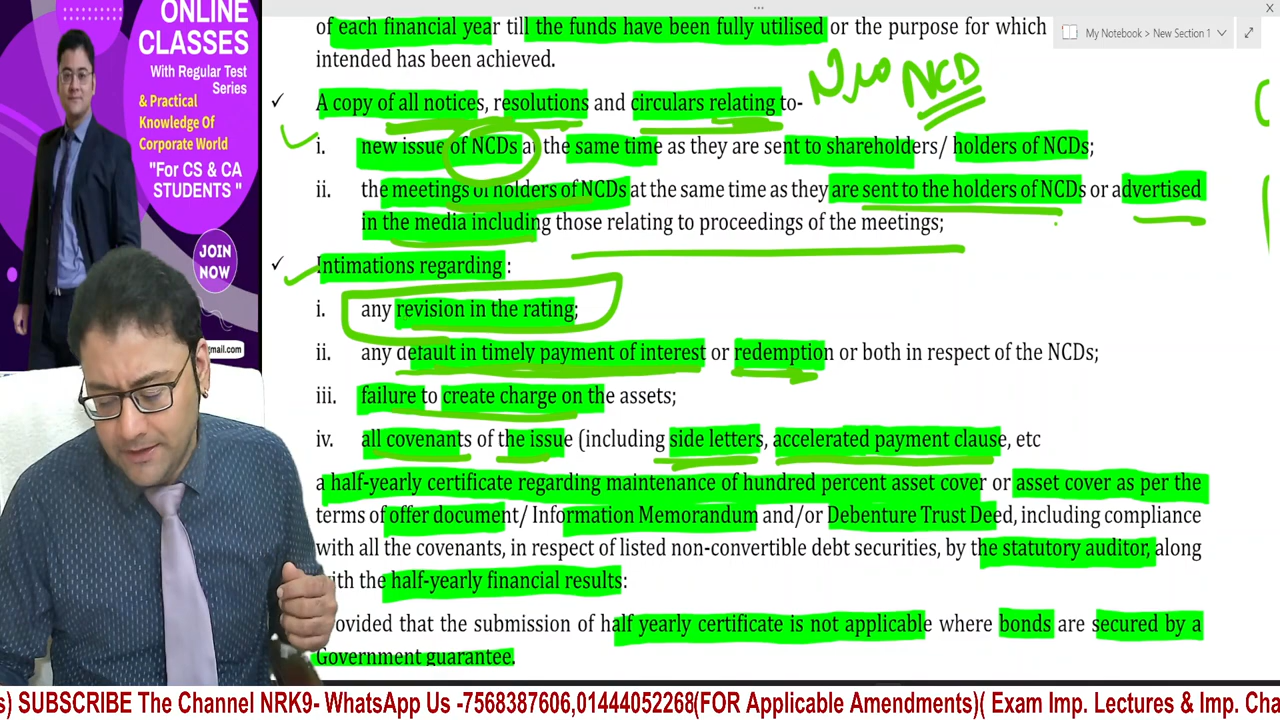 ONLINE
CLASSES
With Regular Test
Series
& Practical
Knowledge Of
Corporate World
"For CS & CA
STUDENTS "
JOIN
NOW
gmail.com
My Notebook > New Section 1
of each financial year till the funds have been fully utilised or the purpose for which
intended has been achieved.
NCD
✓ A copy of all notices, resolutions and circulars relating to-
i. new issue of NCDs at the same time as they are sent to shareholders/ holders of NCDs;
ii. the meetings of holders of NCDs at the same time as they are sent to the holders of NCDs or advertised
in the media including those relating to proceedings of the meetings;
✓ Intimations regarding :
i. any revision in the rating;
ii. any default in timely payment of interest or redemption or both in respect of the NCDs;
iii. failure to create charge on the assets;
iv. all covenants of the issue (including side letters, accelerated payment clause, etc
a half-yearly certificate regarding maintenance of hundred percent asset cover or asset cover as per the
terms of offer document/ Information Memorandum and/or Debenture Trust Deed, including compliance
with all the covenants, in respect of listed non-convertible debt securities, by the statutory auditor, along
with the half-yearly financial results:
rovided that the submission of half yearly certificate is not applicable where bonds are secured by a
Government guarantee.
s) SUBSCRIBE The Channel NRK9- WhatsApp Us -7568387606,01444052268(FOR Applicable Amendments)( Exam Imp. Lectures & Imp. Cha